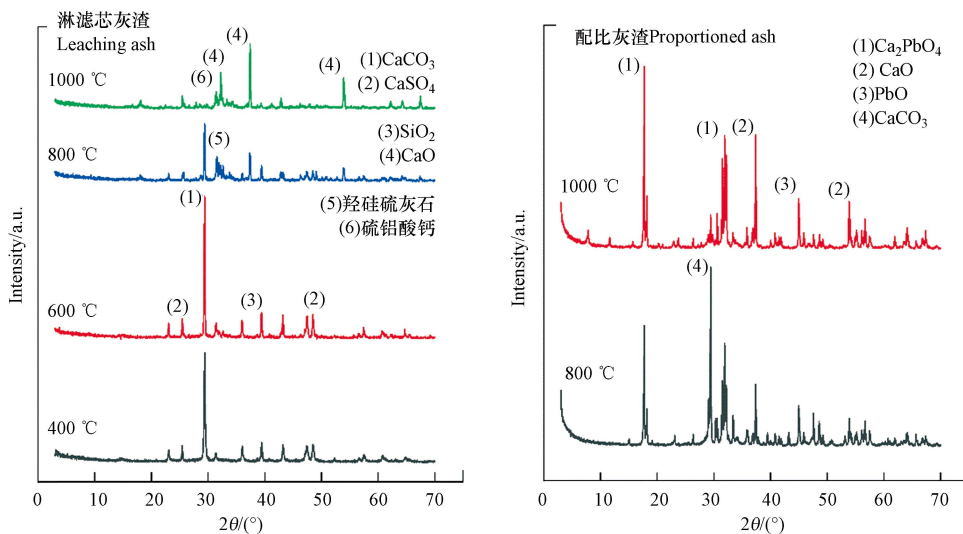 淋滤芯灰渣
Leaching ash
(1)CaCO₃
(2) CaSO₄
(3)SiO₂
(4)CaO
(5)羟硅硫灰石
(6)硫铝酸钙
1000 ℃
(6)
(4)
(4)
(4)
800 ℃
(5)
(1)
600 ℃
(2)
(3)
(2)
400 ℃
Intensity/a.u.
0 10 20 30 40 50 60 70
2θ/(°)
配比灰渣Proportioned ash
(1)Ca₂PbO₄
(2) CaO
(3)PbO
(4)CaCO₃
(1)
(1)
(2)
(3)
(2)
1000 ℃
(4)
800 ℃
Intensity/a.u.
0 10 20 30 40 50 60 70
2θ/(°)